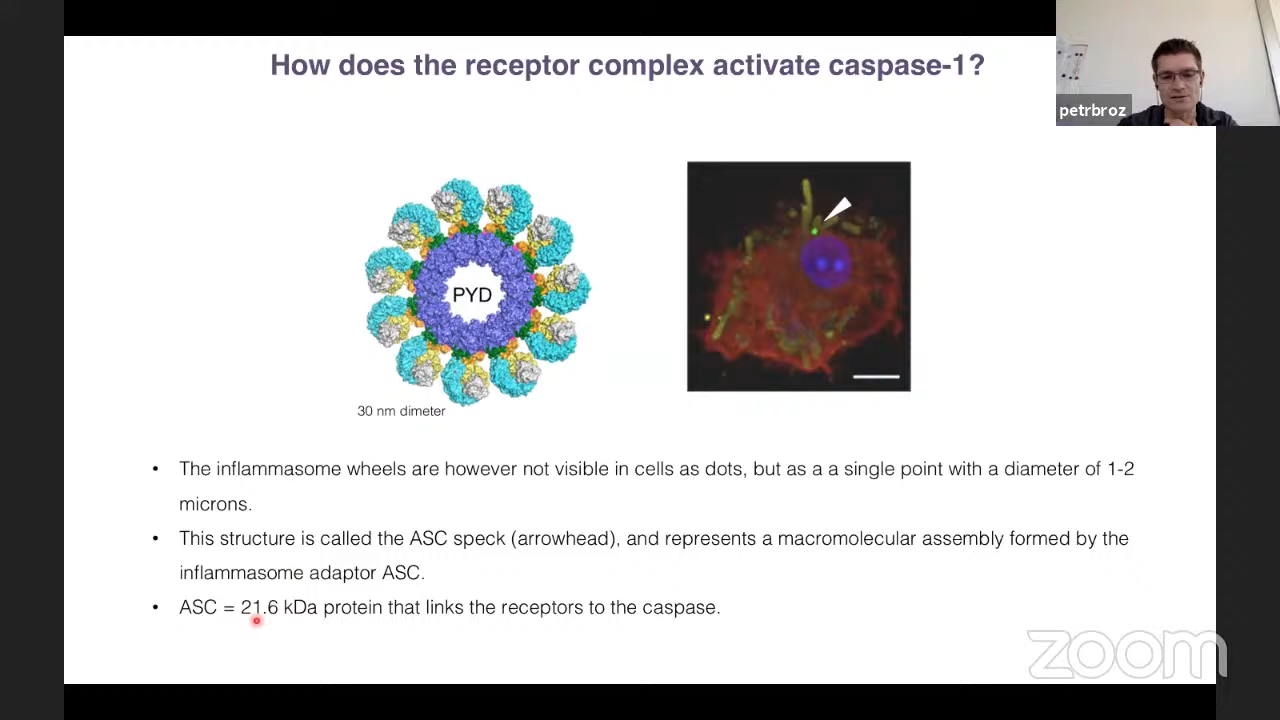 How does the receptor complex activate caspase-1?
petrbroz
PYD
30 nm dimeter
• The inflammasome wheels are however not visible in cells as dots, but as a a single point with a diameter of 1-2
microns.
• This structure is called the ASC speck (arrowhead), and represents a macromolecular assembly formed by the
inflammasome adaptor ASC.
• ASC = 21.6 kDa protein that links the receptors to the caspase.
zoom